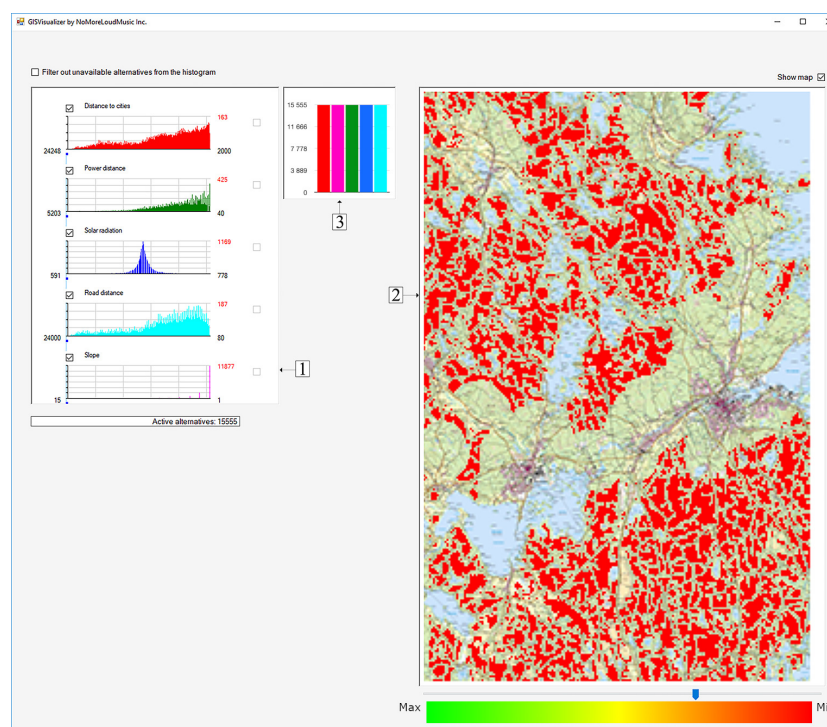 GISVisualizer by NoMoreLoudMusic Inc.
Filter out unavailable alternatives from the histogram
Show map
Distance to cities
163
24248
2000
Power distance
425
5203
40
Solar radiation
1169
591
778
Road distance
187
24000
80
Slope
11877
15
1
Active alternatives: 15555
15 555
11 666
7 778
3 889
0
3
2
1
Max
Mi